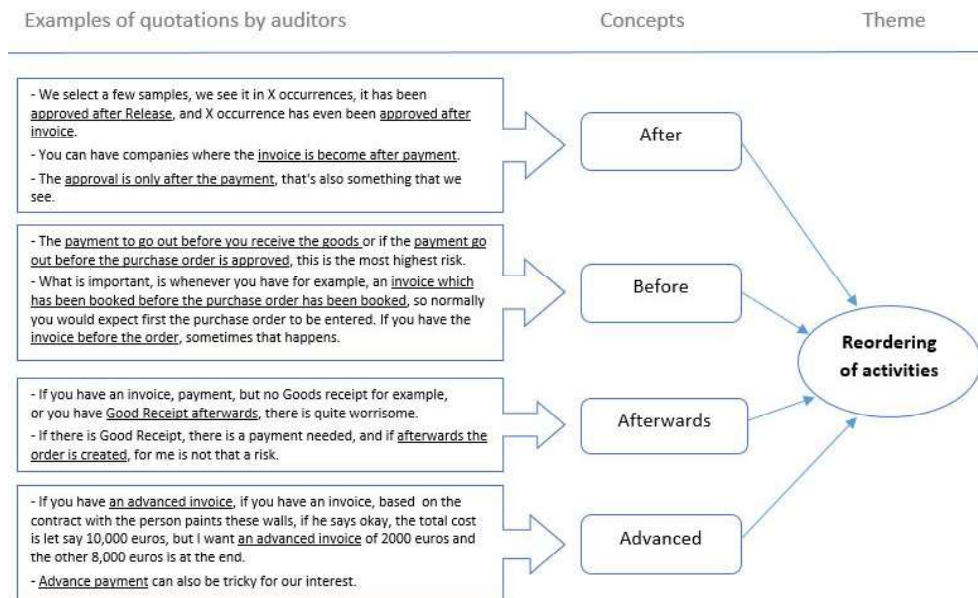 Examples of quotations by auditors
Concepts
Theme
- We select a few samples, we see it in X occurrences, it has been
approved after Release, and X occurrence has even been approved after
invoice.
- You can have companies where the invoice is become after payment.
- The approval is only after the payment, that's also something that we
see.
After
- The payment to go out before you receive the goods or if the payment go
out before the purchase order is approved, this is the most highest risk.
- What is important, is whenever you have for example, an invoice which
has been booked before the purchase order has been booked, so normally
you would expect first the purchase order to be entered. If you have the
invoice before the order, sometimes that happens.
Before
Reordering
of activities
- If you have an invoice, payment, but no Goods receipt for example,
or you have Good Receipt afterwards, there is quite worrisome.
- If there is Good Receipt, there is a payment needed, and if afterwards the
order is created, for me is not that a risk.
Afterwards
- If you have an advanced invoice, if you have an invoice, based on the
contract with the person paints these walls, if he says okay, the total cost
is let say 10,000 euros, but I want an advanced invoice of 2000 euros and
the other 8,000 euros is at the end.
- Advance payment can also be tricky for our interest.
Advanced